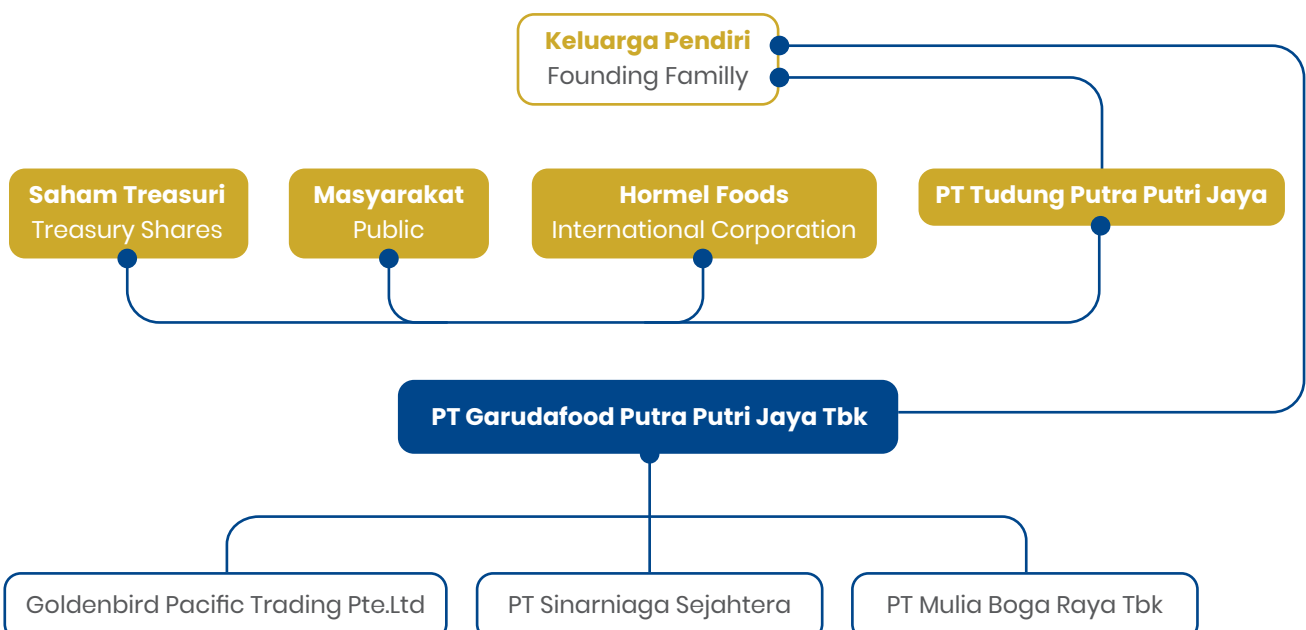 Keluarga Pendiri
Founding Familly
Saham Treasuri
Treasury Shares
Masyarakat
Public
Hormel Foods
International Corporation
PT Tudung Putra Putri Jaya
PT Garudafood Putra Putri Jaya Tbk
Goldenbird Pacific Trading Pte.Ltd
PT Sinarniaga Sejahtera
PT Mulia Boga Raya Tbk